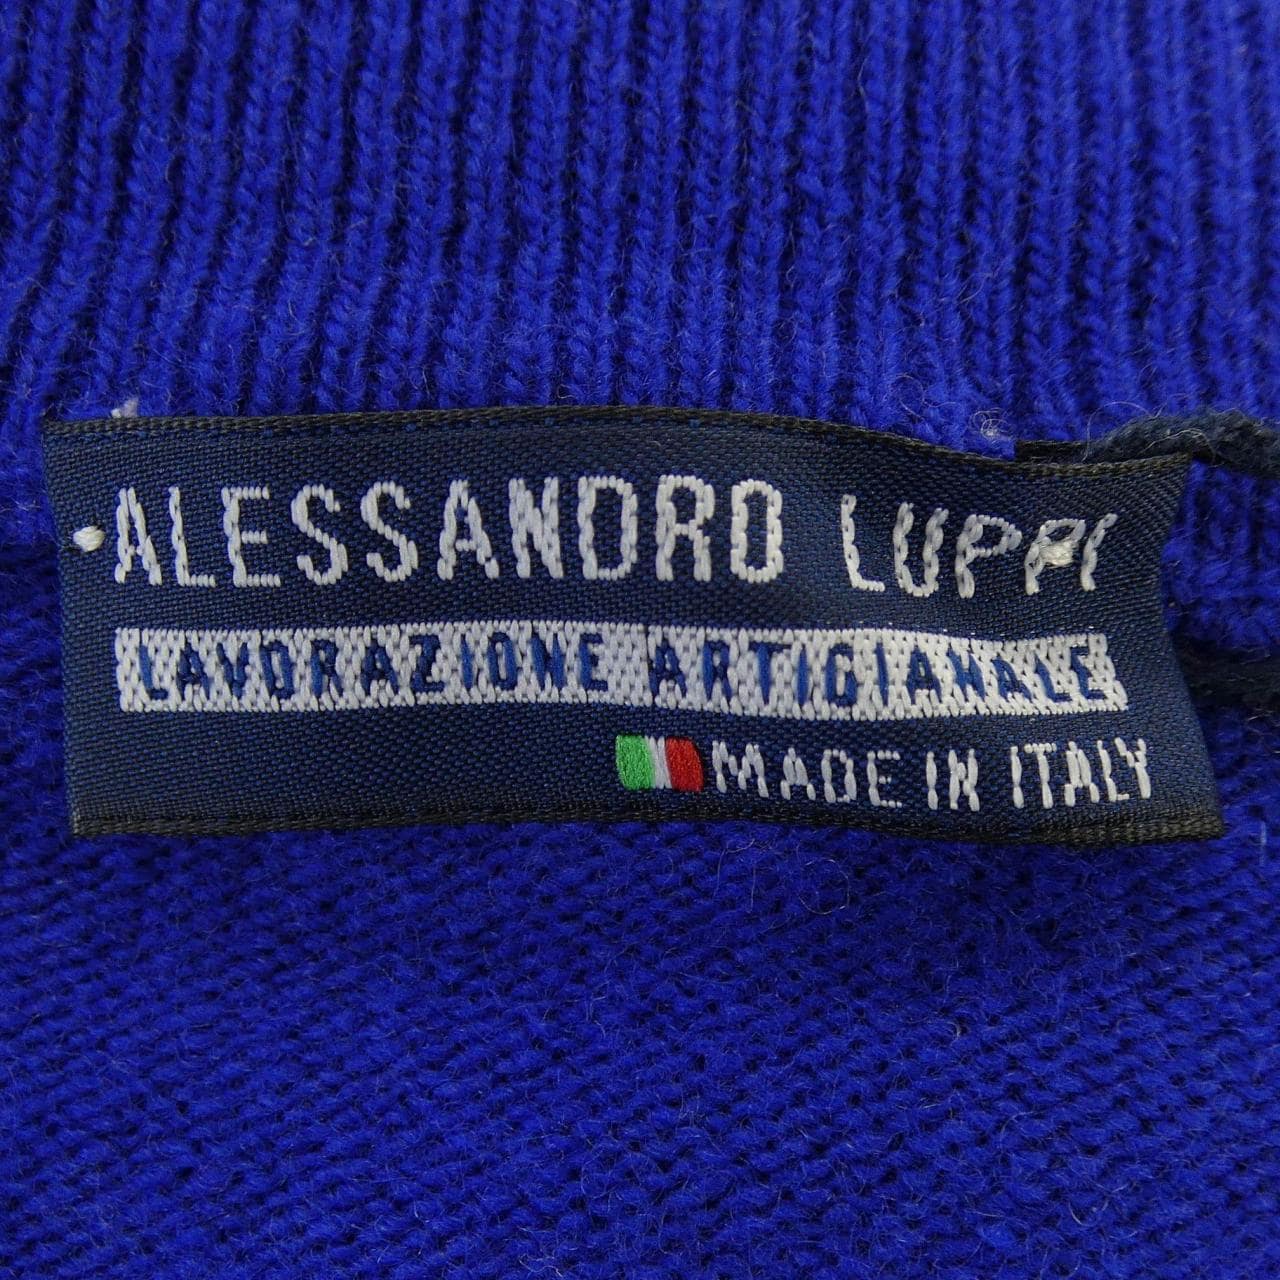 ALESSANDRO LUPPI
LAVORAZIONE ARTIGIANALE
MADE IN ITALY